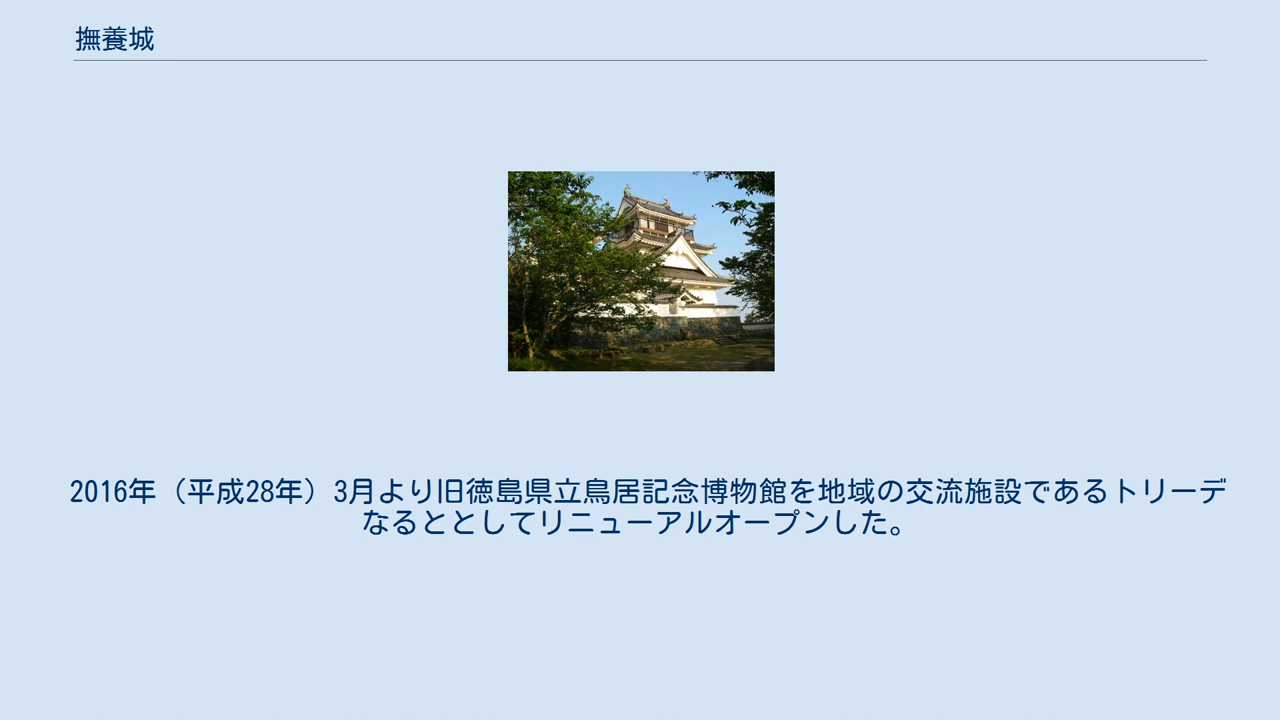 撫養城
2016年（平成28年）3月より旧徳島県立鳥居記念博物館を地域の交流施設であるトリーデ
なるととしてリニューアルオープンした。